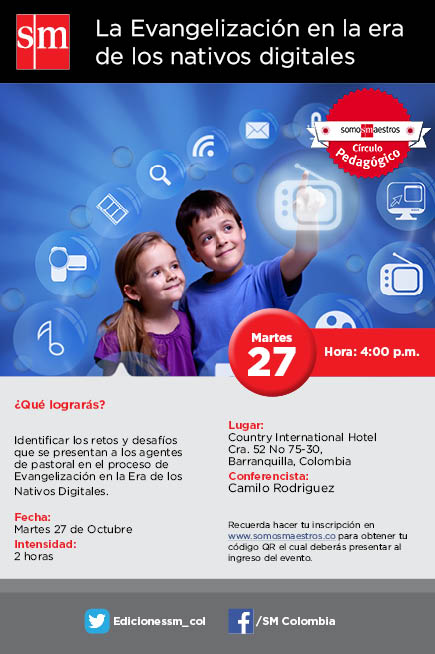 sm
La Evangelización en la era
de los nativos digitales
somosmaestros
Círculo
Pedagógico
Martes
27
Hora: 4:00 p.m.
¿Qué lograrás?
Identificar los retos y desafíos
que se presentan a los agentes
de pastoral en el proceso de
Evangelización en la Era de los
Nativos Digitales.
Fecha:
Martes 27 de Octubre
Intensidad:
2 horas
Lugar:
Country International Hotel
Cra. 52 No 75-30,
Barranquilla, Colombia
Conferencista:
Camilo Rodriguez
Recuerda hacer tu inscripción en
www.somosmaestros.co para obtener tu
código QR el cual deberás presentar al
ingreso del evento.
Edicionessm_col
/SM Colombia